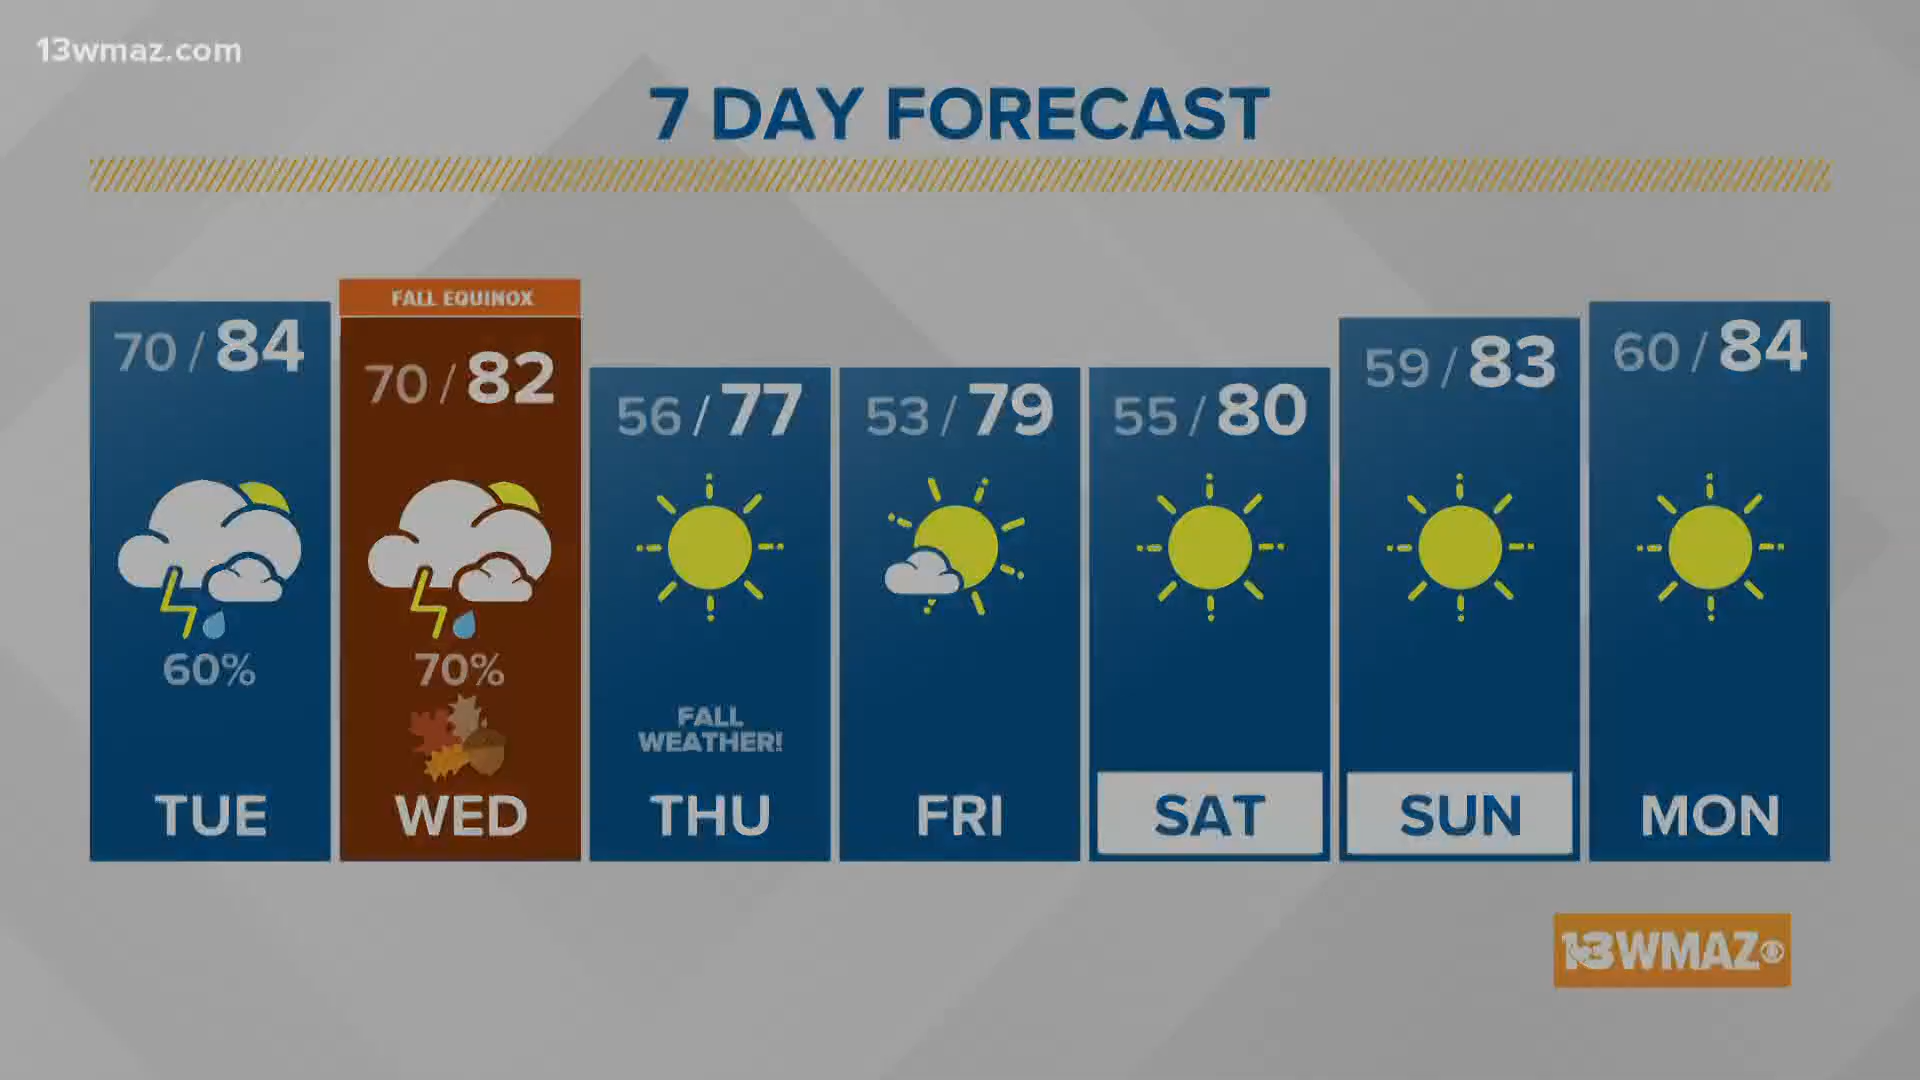 13wmaz.com
7 DAY FORECAST
70 / 84
60%
TUE
FALL EQUINOX
70 / 82
70%
WED
56 / 77
FALL
WEATHER!
THU
53 / 79
FRI
55 / 80
SAT
59 / 83
SUN
60 / 84
MON
13WMAZ